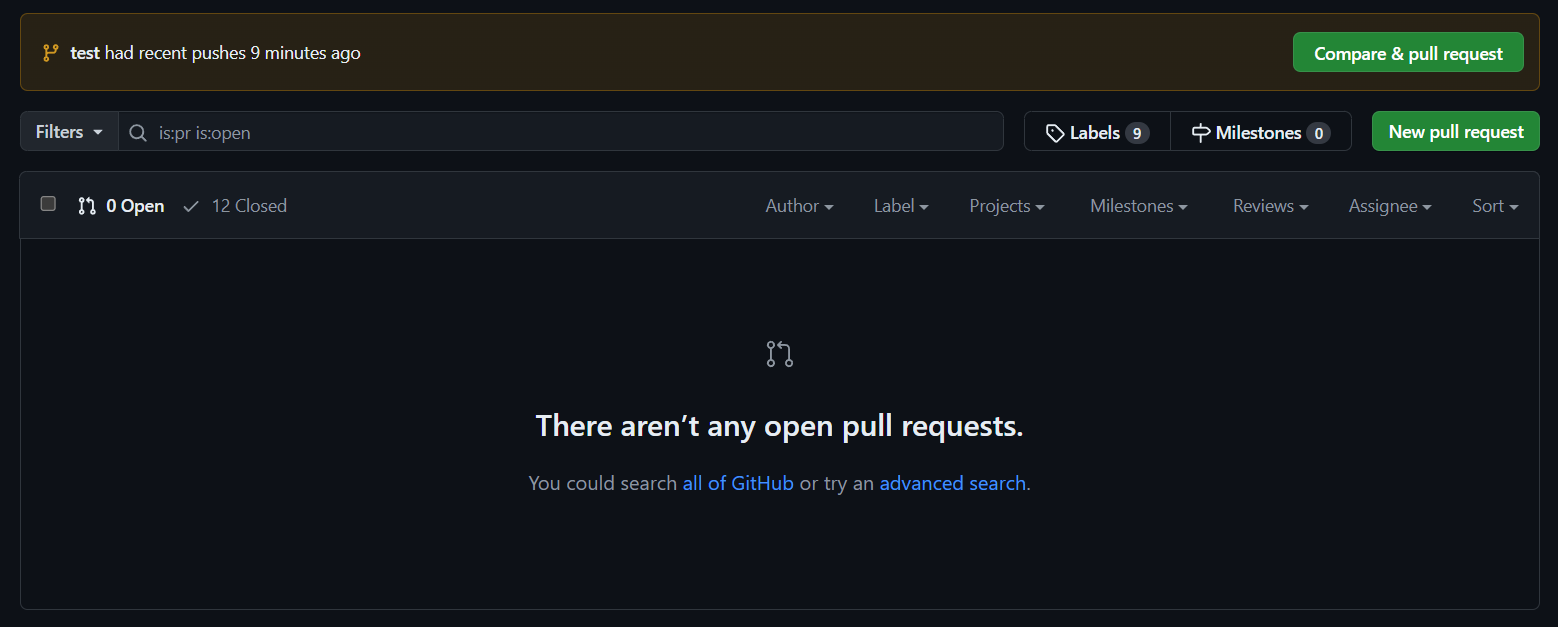 test had recent pushes 9 minutes ago Compare & pull request
Filters is:pr is:open Labels 9 Milestones 0 New pull request
0 Open 12 Closed Author Label Projects Milestones Reviews Assignee Sort
There aren’t any open pull requests.
You could search all of GitHub or try an advanced search.